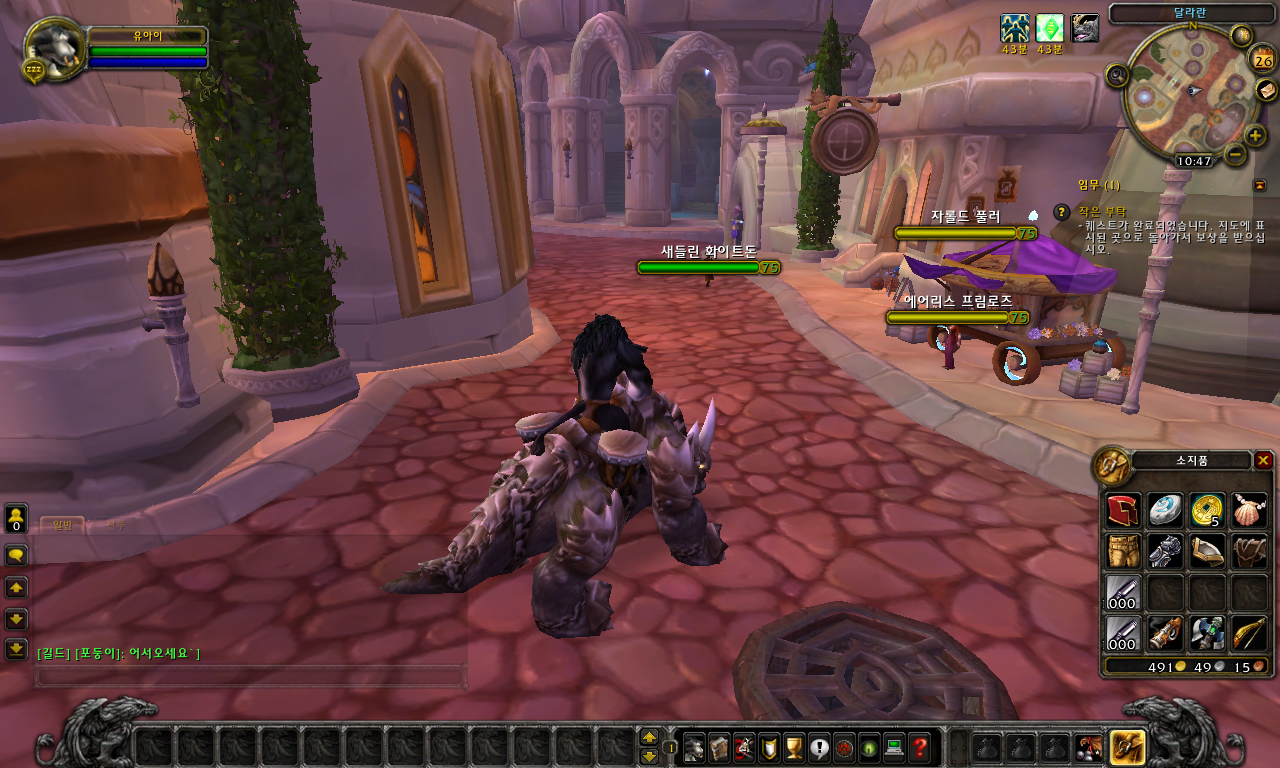 유아이
zzz
43분 43분
달라란
N
26
10:47
임무 (1)
?
작은 부탁
- 퀘스트가 완료되었습니다. 지도에 표
시된 곳으로 돌아가서 보상을 받으십
시오.
자롤드 풀러
75
새들린 화이트돈
75
에어리스 프림로즈
75
소지품
5
000
000
491 49 15
0
일반
[길드] [포동이]: 어서오세요`]
1